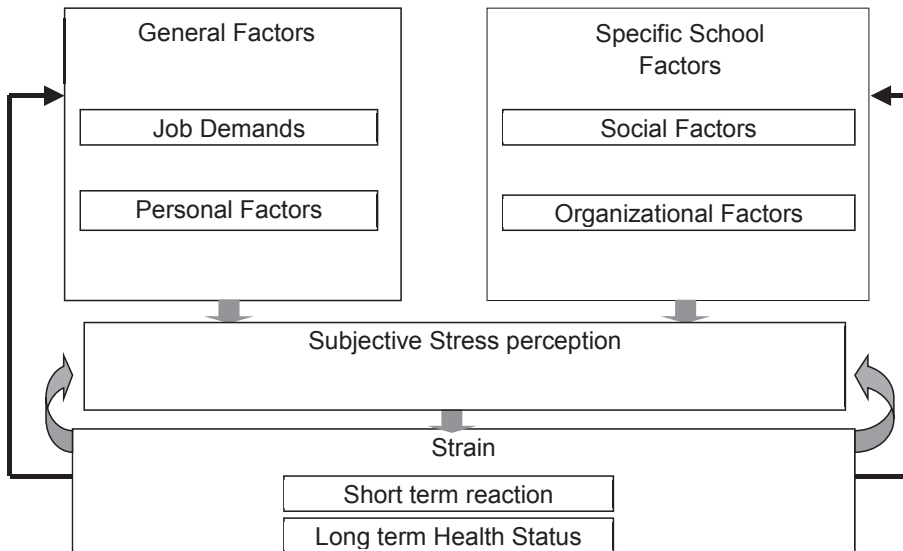 General Factors
Job Demands
Personal Factors
Specific School
Factors
Social Factors
Organizational Factors
Subjective Stress perception
Strain
Short term reaction
Long term Health Status